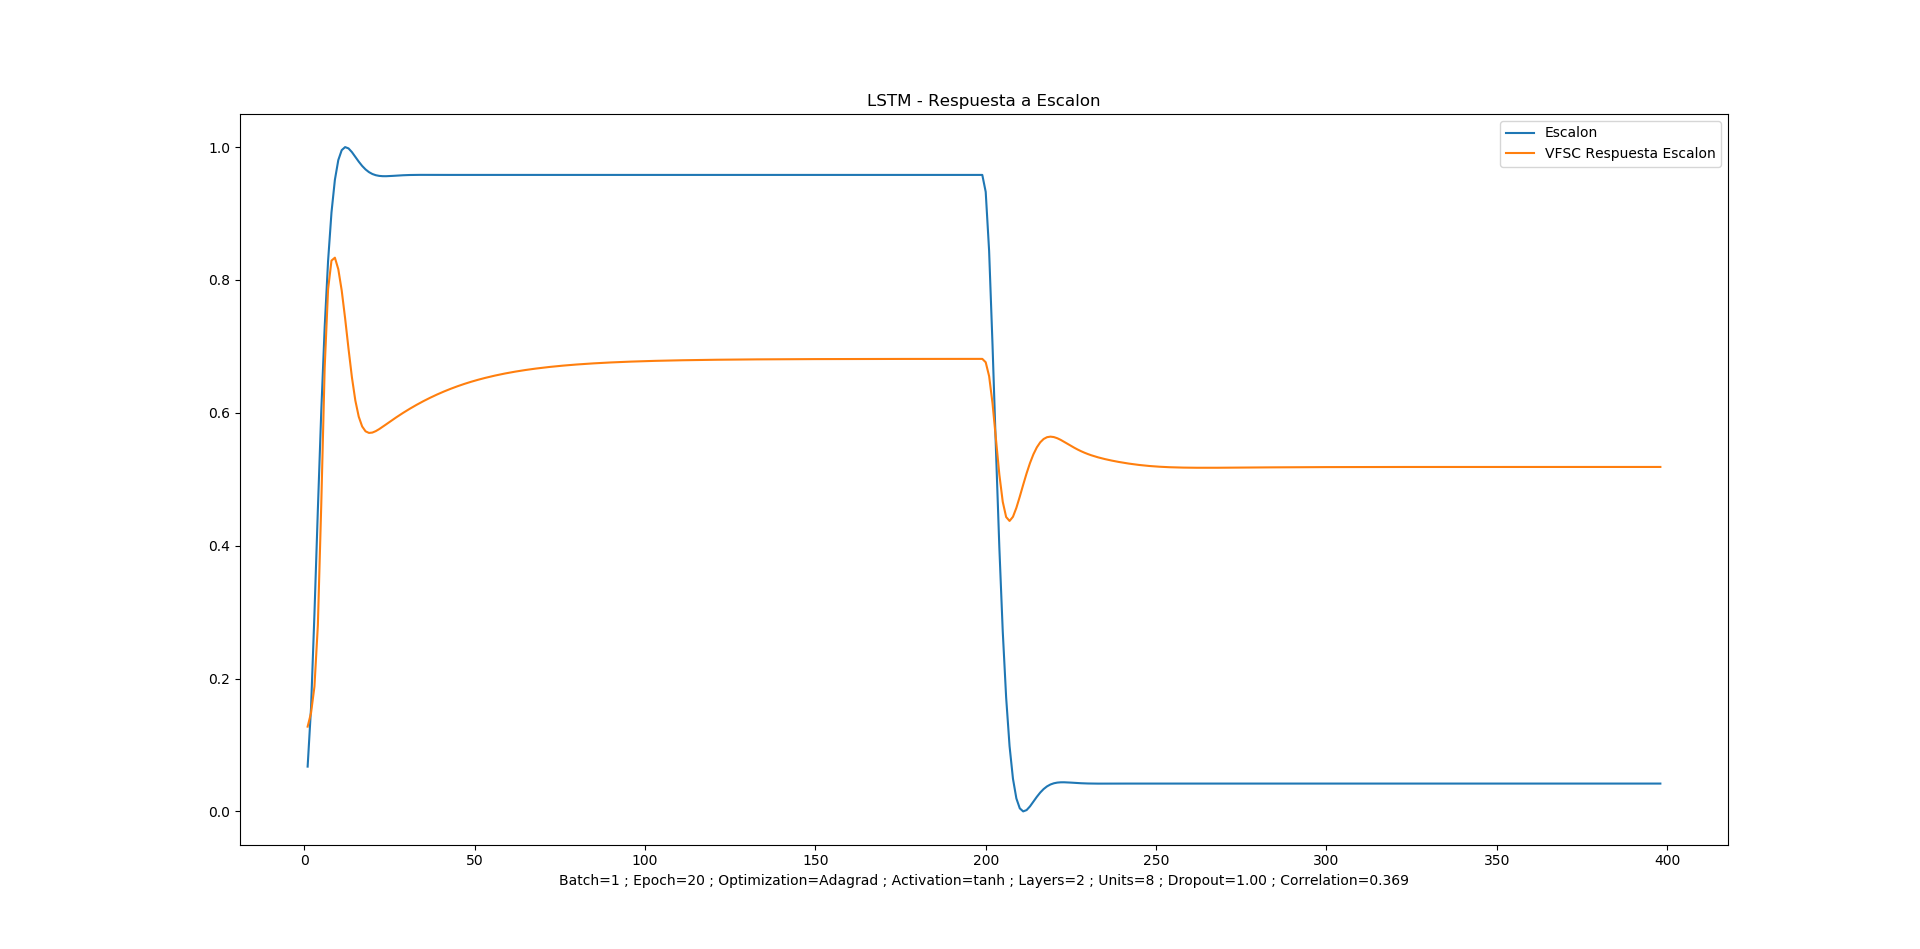 LSTM - Respuesta a Escalon
Escalon
VFSC Respuesta Escalon
1.0
0.8
0.6
0.4
0.2
0.0
0 50 100 150 200 250 300 350 400
Batch=1 ; Epoch=20 ; Optimization=Adagrad ; Activation=tanh ; Layers=2 ; Units=8 ; Dropout=1.00 ; Correlation=0.369